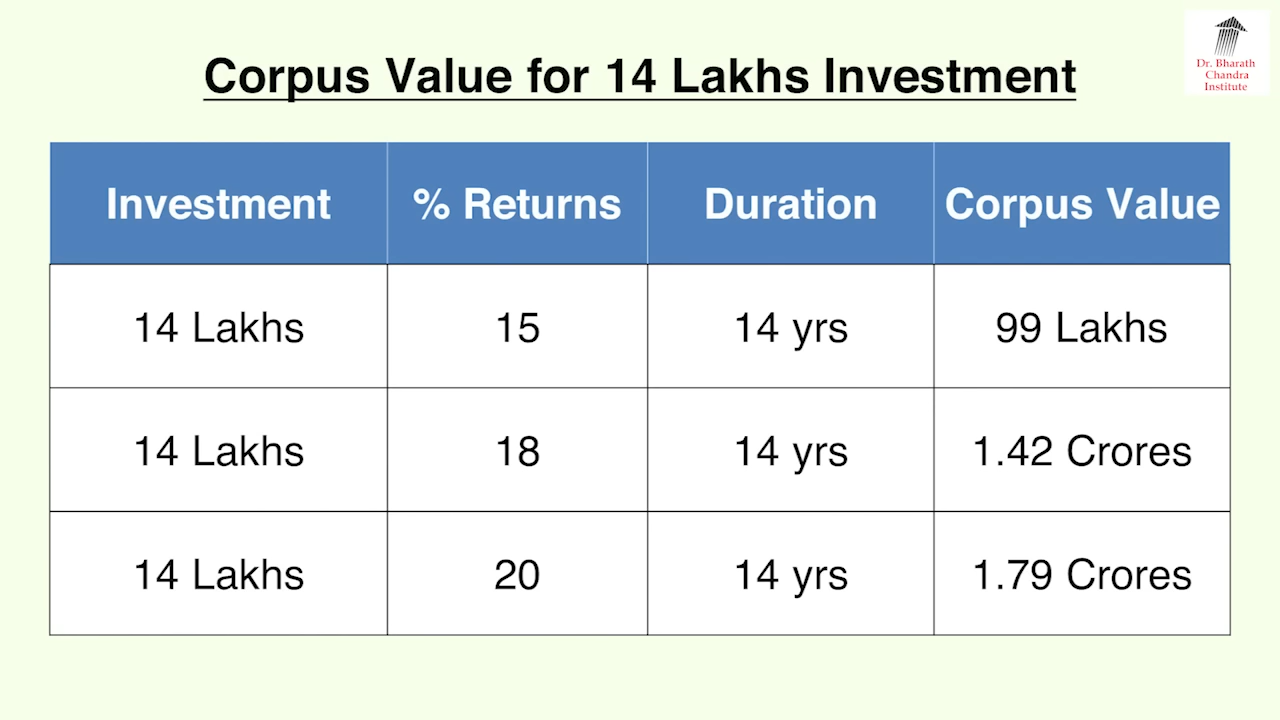 Corpus Value for 14 Lakhs Investment
Dr. Bharath
Chandra
Institute
Investment % Returns Duration Corpus Value
14 Lakhs 15 14 yrs 99 Lakhs
14 Lakhs 18 14 yrs 1.42 Crores
14 Lakhs 20 14 yrs 1.79 Crores